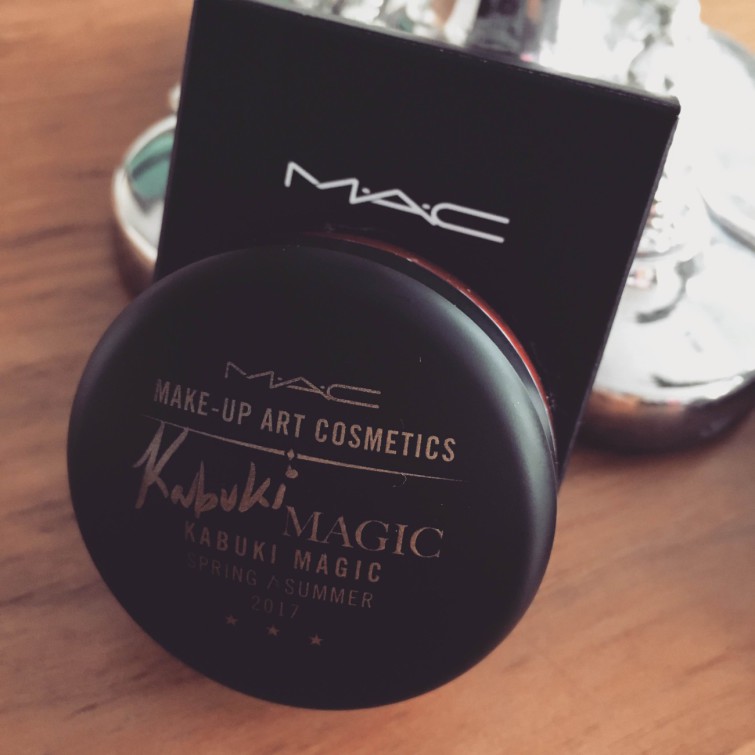 M·A·C
M·A·C
MAKE-UP ART COSMETICS
Kabuki MAGIC
KABUKI MAGIC
SPRING / SUMMER
2017